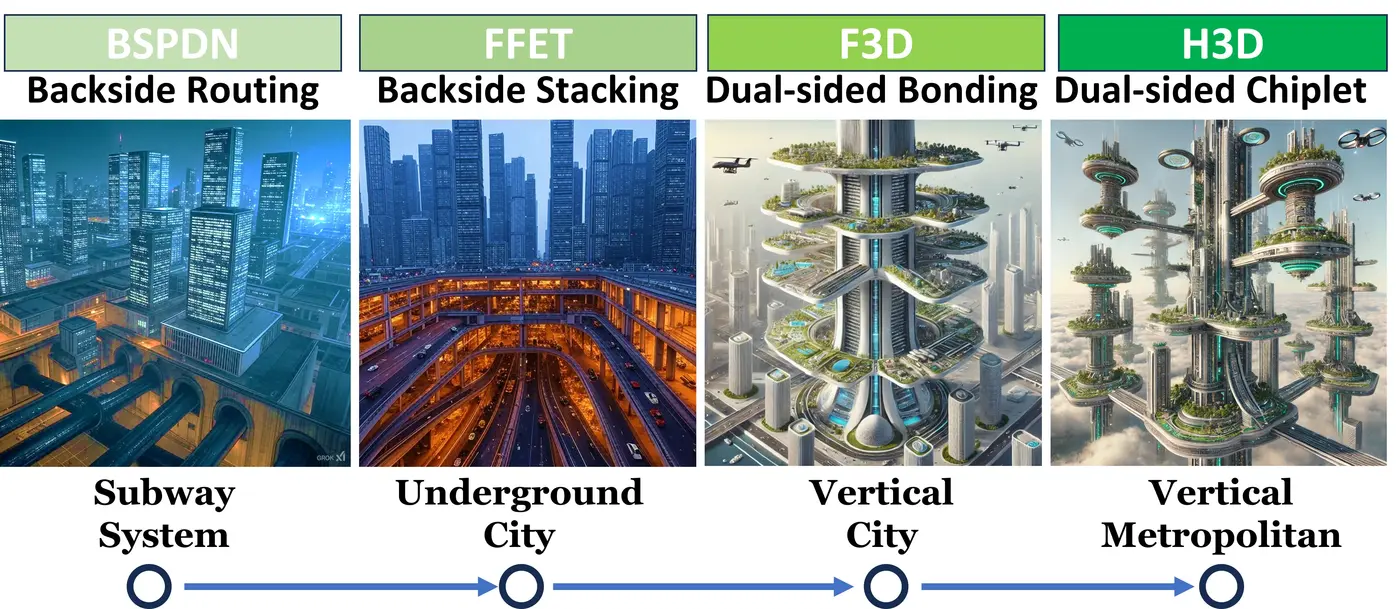 BSPDN
Backside Routing
FFET
Backside Stacking
F3D
Dual-sided Bonding
H3D
Dual-sided Chiplet
GROK xI
Subway
System
Underground
City
Vertical
City
Vertical
Metropolitan